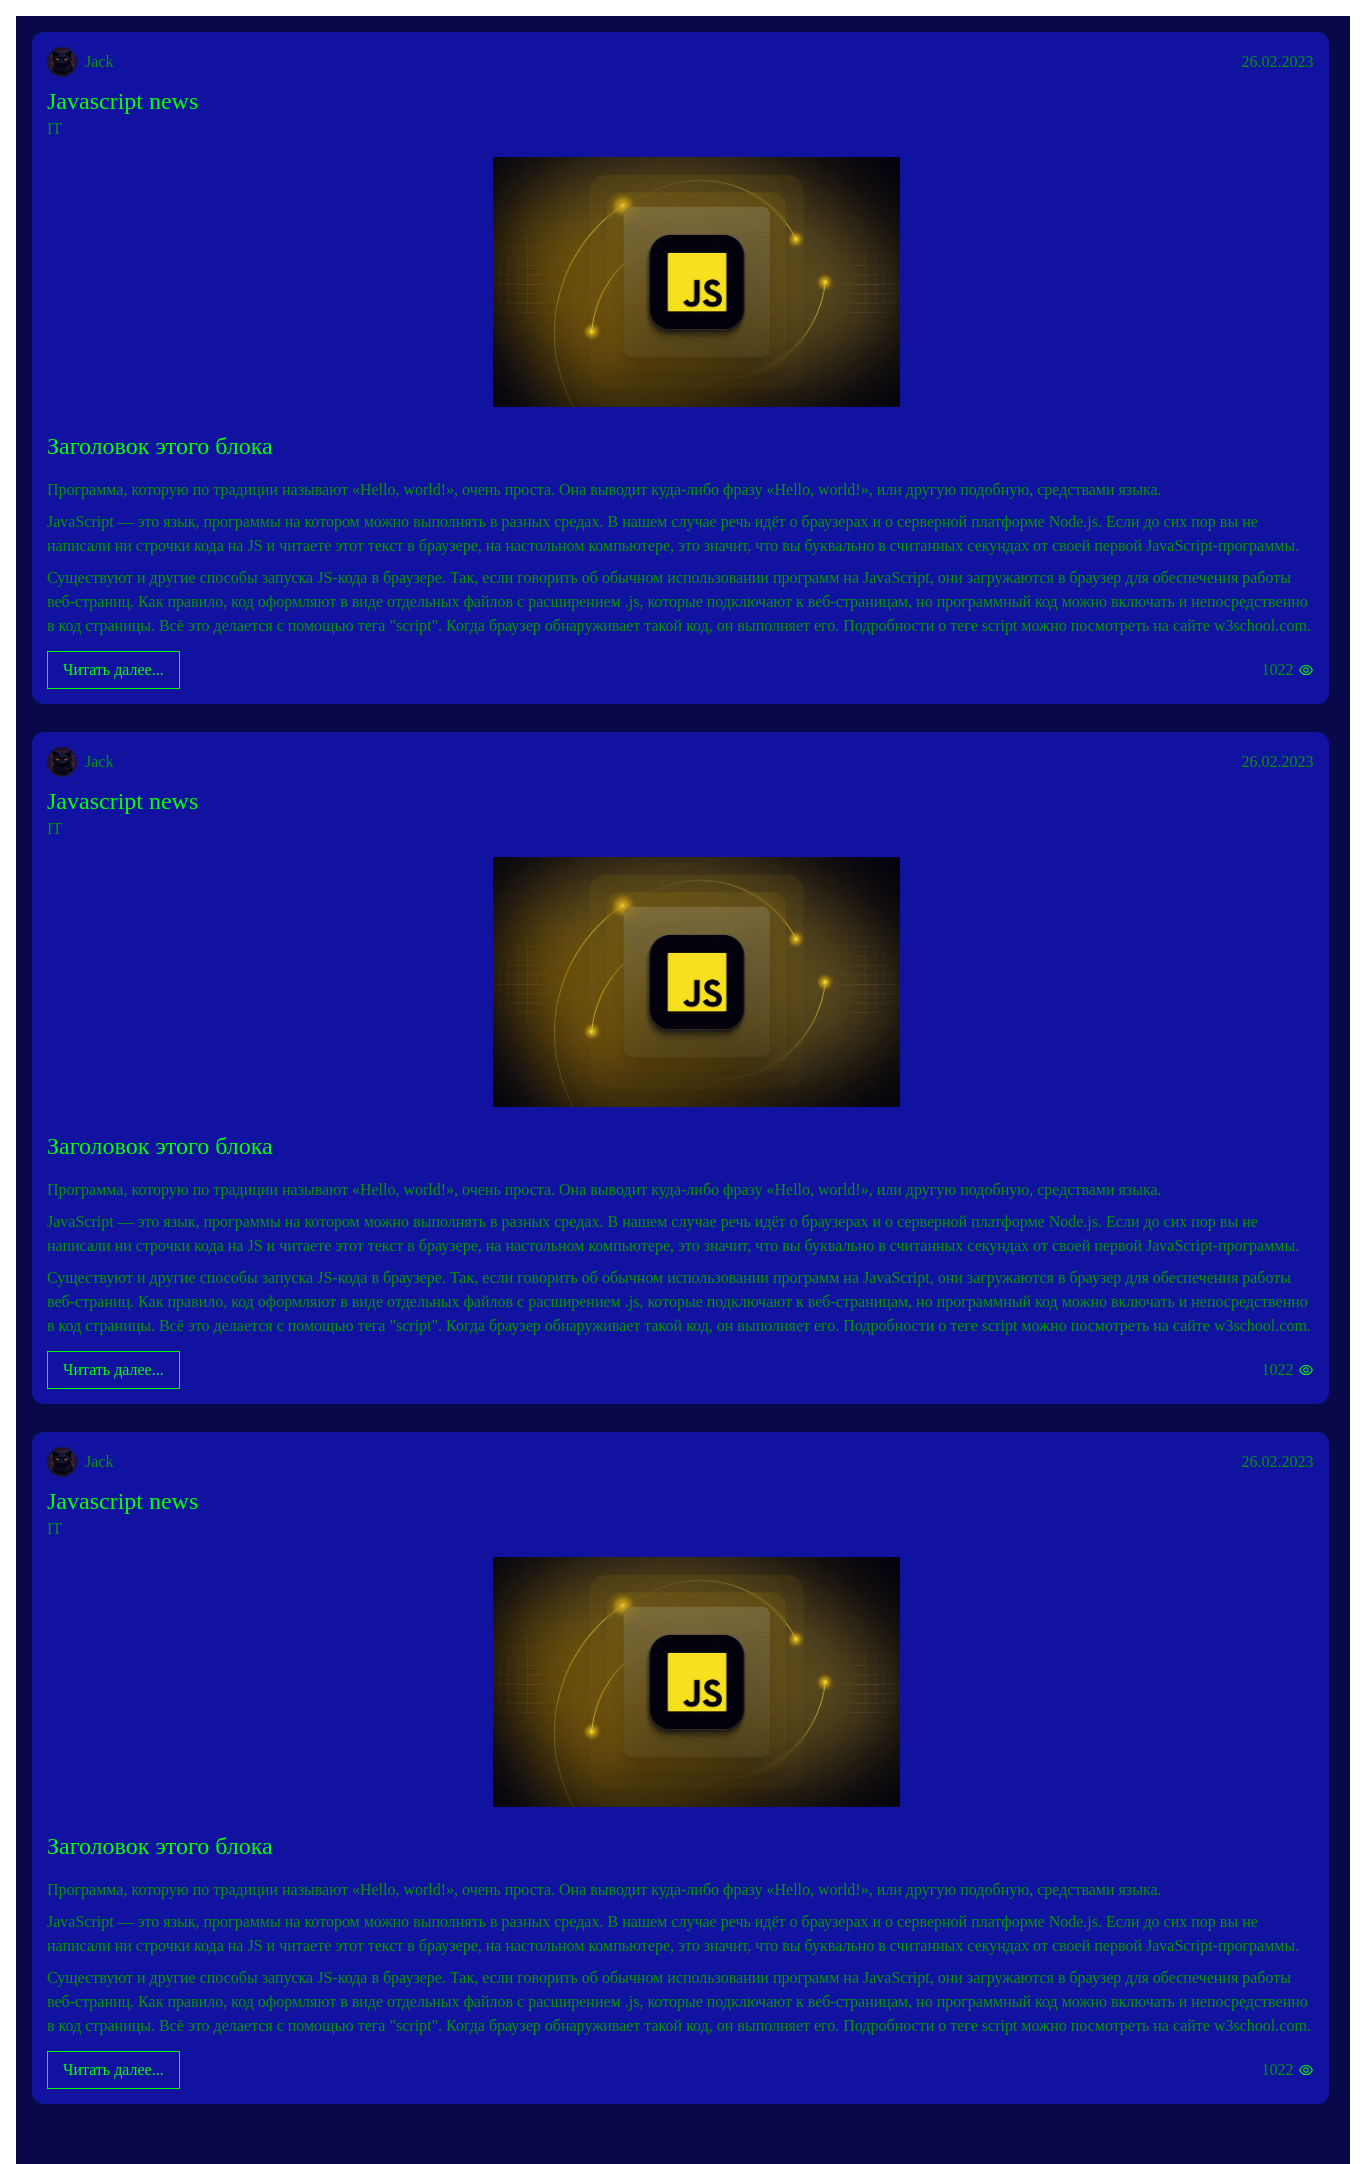 Jack 26.02.2023
Javascript news
IT
JS
Заголовок этого блока
Программа, которую по традиции называют «Hello, world!», очень проста. Она выводит куда-либо фразу «Hello, world!», или другую подобную, средствами языка.
JavaScript — это язык, программы на котором можно выполнять в разных средах. В нашем случае речь идёт о браузерах и о серверной платформе Node.js. Если до сих пор вы не
написали ни строчки кода на JS и читаете этот текст в браузере, на настольном компьютере, это значит, что вы буквально в считанных секундах от своей первой JavaScript-программы.
Существуют и другие способы запуска JS-кода в браузере. Так, если говорить об обычном использовании программ на JavaScript, они загружаются в браузер для обеспечения работы
веб-страниц. Как правило, код оформляют в виде отдельных файлов с расширением .js, которые подключают к веб-страницам, но программный код можно включать и непосредственно
в код страницы. Всё это делается с помощью тега "script". Когда браузер обнаруживает такой код, он выполняет его. Подробности о теге script можно посмотреть на сайте w3school.com.
Читать далее... 1022
Jack 26.02.2023
Javascript news
IT
JS
Заголовок этого блока
Программа, которую по традиции называют «Hello, world!», очень проста. Она выводит куда-либо фразу «Hello, world!», или другую подобную, средствами языка.
JavaScript — это язык, программы на котором можно выполнять в разных средах. В нашем случае речь идёт о браузерах и о серверной платформе Node.js. Если до сих пор вы не
написали ни строчки кода на JS и читаете этот текст в браузере, на настольном компьютере, это значит, что вы буквально в считанных секундах от своей первой JavaScript-программы.
Существуют и другие способы запуска JS-кода в браузере. Так, если говорить об обычном использовании программ на JavaScript, они загружаются в браузер для обеспечения работы
веб-страниц. Как правило, код оформляют в виде отдельных файлов с расширением .js, которые подключают к веб-страницам, но программный код можно включать и непосредственно
в код страницы. Всё это делается с помощью тега "script". Когда браузер обнаруживает такой код, он выполняет его. Подробности о теге script можно посмотреть на сайте w3school.com.
Читать далее... 1022
Jack 26.02.2023
Javascript news
IT
JS
Заголовок этого блока
Программа, которую по традиции называют «Hello, world!», очень проста. Она выводит куда-либо фразу «Hello, world!», или другую подобную, средствами языка.
JavaScript — это язык, программы на котором можно выполнять в разных средах. В нашем случае речь идёт о браузерах и о серверной платформе Node.js. Если до сих пор вы не
написали ни строчки кода на JS и читаете этот текст в браузере, на настольном компьютере, это значит, что вы буквально в считанных секундах от своей первой JavaScript-программы.
Существуют и другие способы запуска JS-кода в браузере. Так, если говорить об обычном использовании программ на JavaScript, они загружаются в браузер для обеспечения работы
веб-страниц. Как правило, код оформляют в виде отдельных файлов с расширением .js, которые подключают к веб-страницам, но программный код можно включать и непосредственно
в код страницы. Всё это делается с помощью тега "script". Когда браузер обнаруживает такой код, он выполняет его. Подробности о теге script можно посмотреть на сайте w3school.com.
Читать далее... 1022